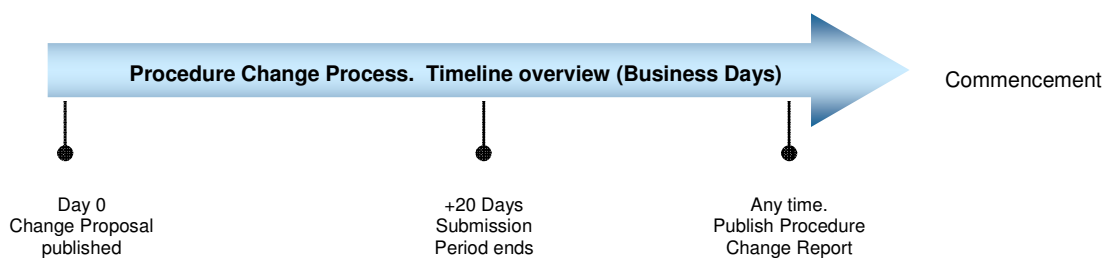 Procedure Change Process.  Timeline overview (Business Days)
Commencement
Day 0
Change Proposal
published
+20 Days
Submission
Period ends
Any time.
Publish Procedure
Change Report